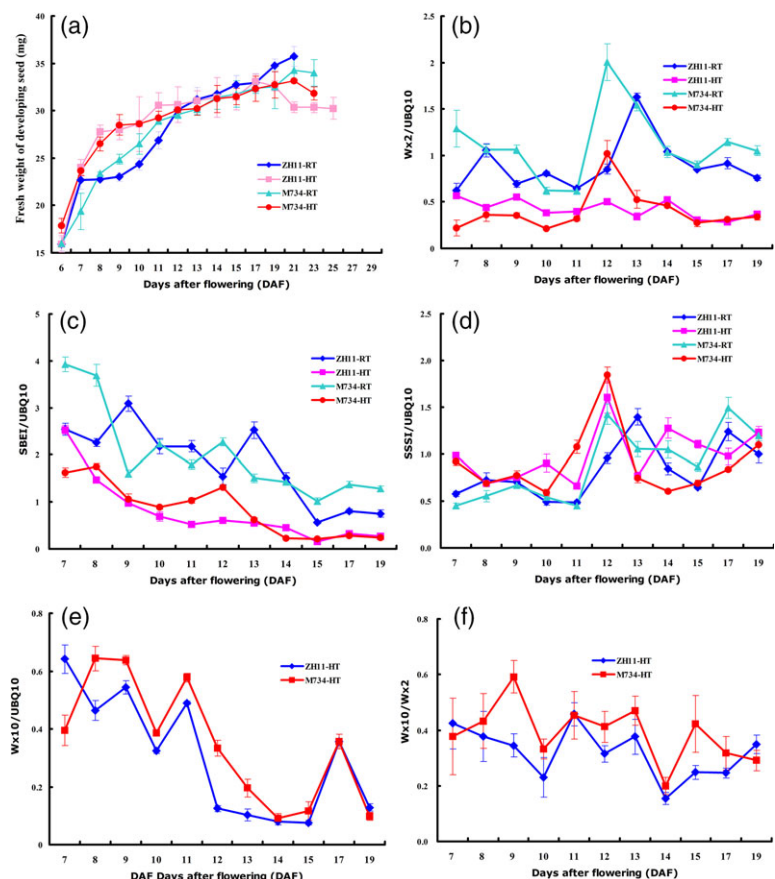 (a)
Fresh weight of developing seed (mg)
40
35
30
25
20
15
ZH11-RT
ZH11-HT
M734-RT
M734-HT
6 7 8 9 10 11 12 13 14 15 17 19 21 23 25 27 29
Days after flowering (DAF)
(b)
Wx2/UBQ10
2.5
2
1.5
1
0.5
0
ZH11-RT
ZH11-HT
M734-RT
M734-HT
7 8 9 10 11 12 13 14 15 17 19
Days after flowering (DAF)
(c)
SBEI/UBQ10
5
4
3
2
1
0
ZH11-RT
ZH11-HT
M734-RT
M734-HT
7 8 9 10 11 12 13 14 15 17 19
Days after flowering (DAF)
(d)
SSSI/UBQ10
2.5
2.0
1.5
1.0
0.5
0.0
ZH11-RT
ZH11-HT
M734-RT
M734-HT
7 8 9 10 11 12 13 14 15 17 19
Days after flowering (DAF)
(e)
Wx10/UBQ10
0.8
0.6
0.4
0.2
0
ZH11-HT
M734-HT
7 8 9 10 11 12 13 14 15 17 19
DAF Days after flowering (DAF)
(f)
Wx10/Wx2
0.8
0.6
0.4
0.2
0.0
ZH11-HT
M734-HT
7 8 9 10 11 12 13 14 15 17 19
Days after flowering (DAF)